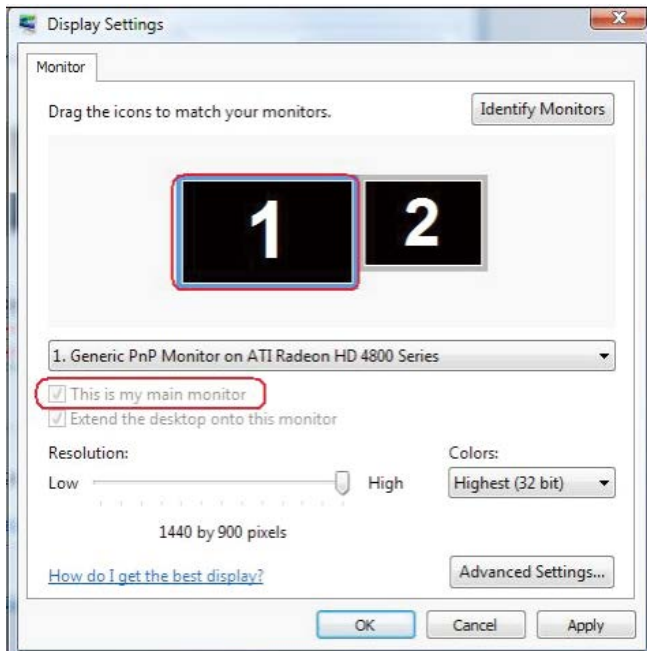 Display Settings
Monitor
Drag the icons to match your monitors.
Identify Monitors
1
2
1. Generic PnP Monitor on ATI Radeon HD 4800 Series
This is my main monitor
Extend the desktop onto this monitor
Resolution:
Colors:
Low
High
Highest (32 bit)
1440 by 900 pixels
How do I get the best display?
Advanced Settings...
OK
Cancel
Apply